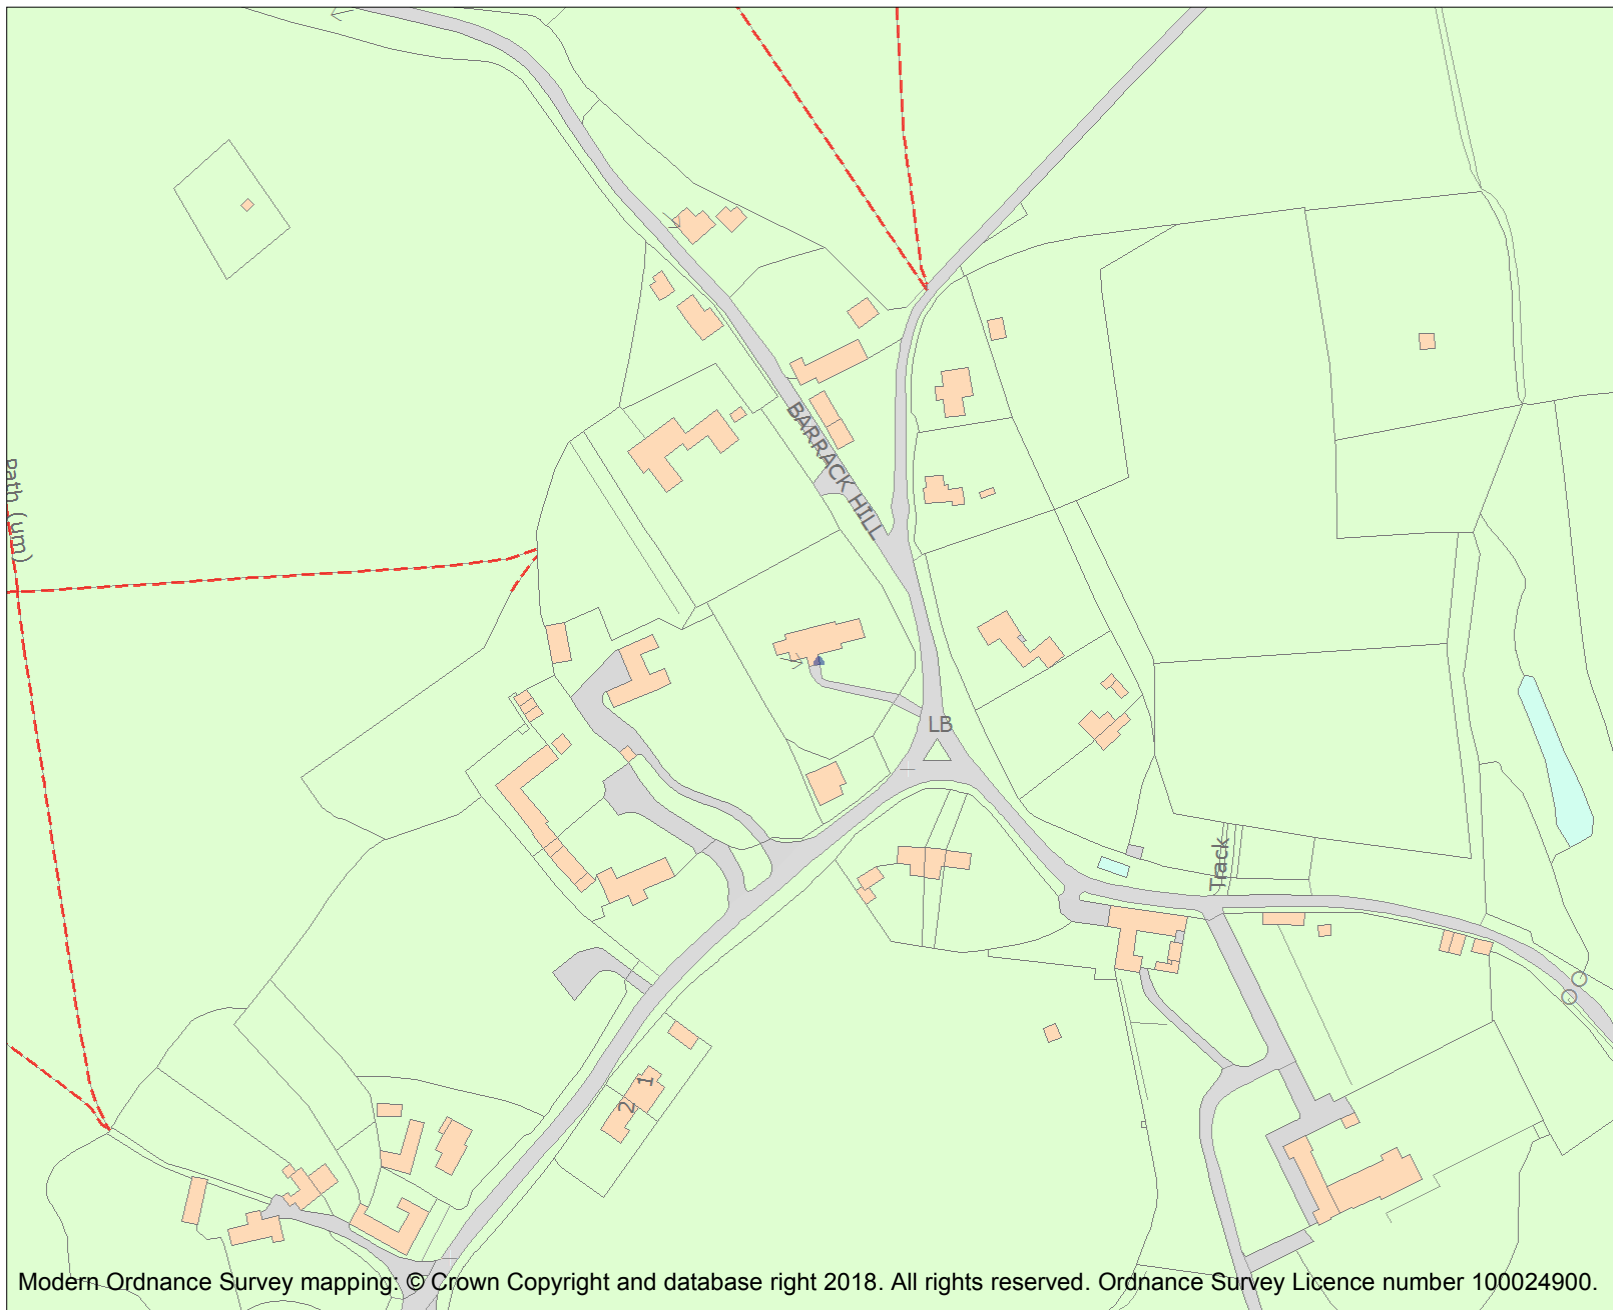 BARRACK HILL
Path (um)
LB
Track
1
2
Modern Ordnance Survey mapping: © Crown Copyright and database right 2018. All rights reserved. Ordnance Survey Licence number 100024900.